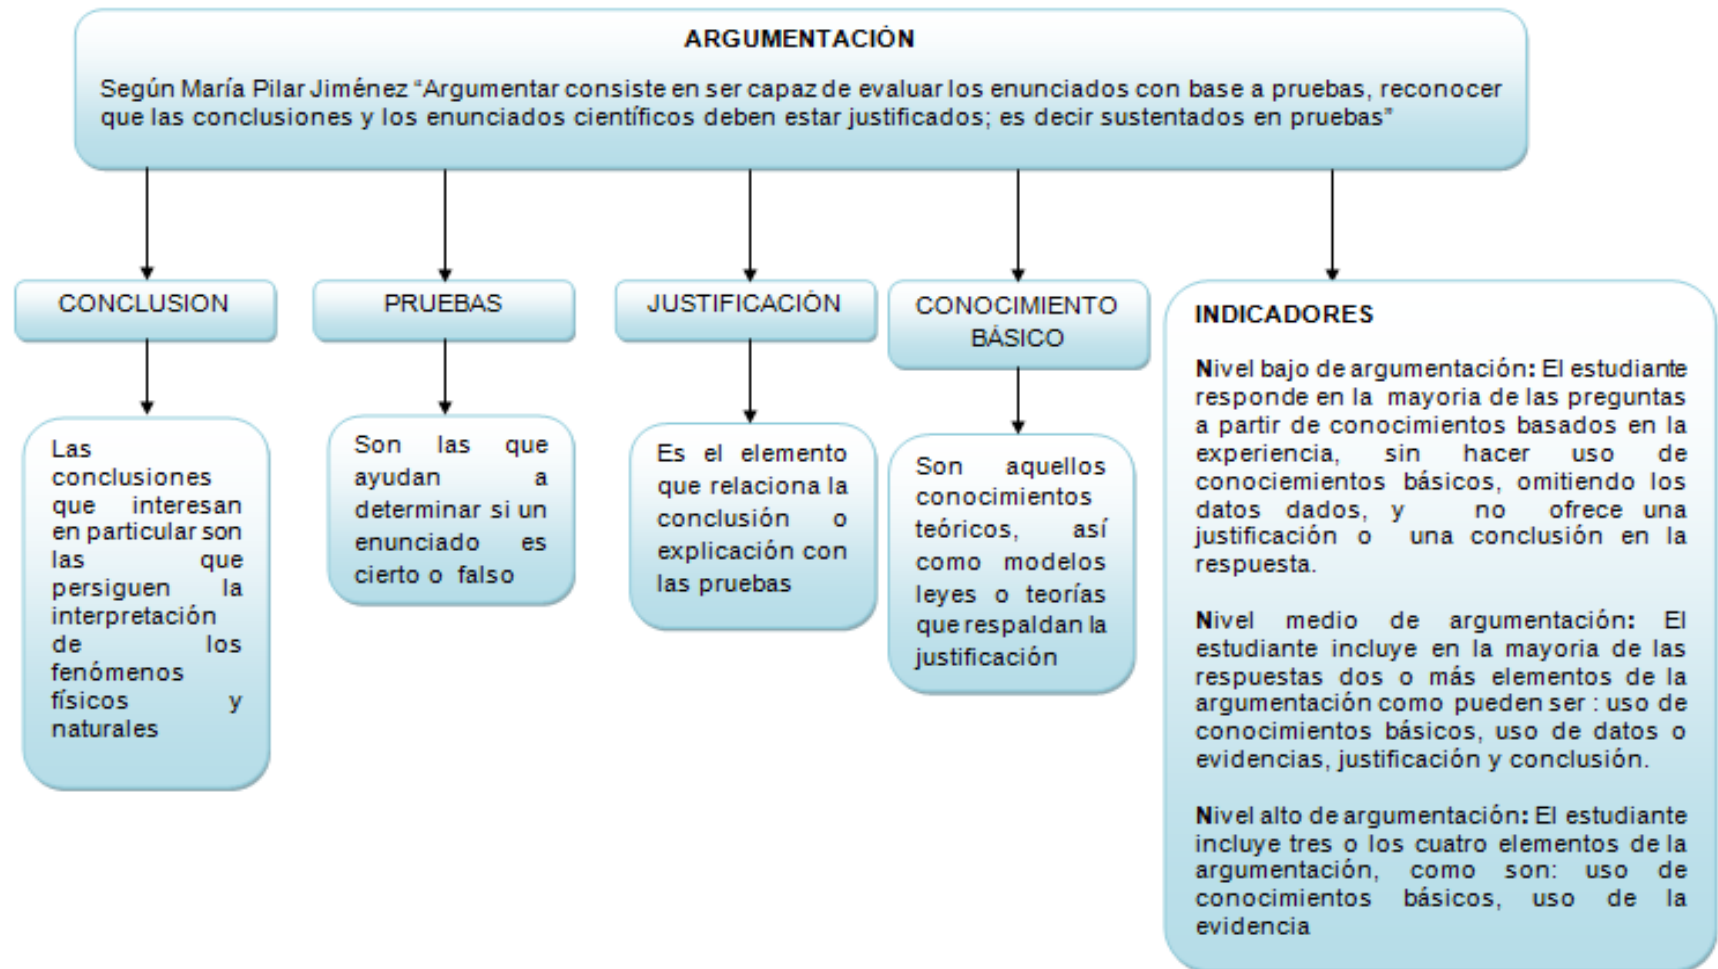 ARGUMENTACIÓN
Según María Pilar Jiménez “Argumentar consiste en ser capaz de evaluar los enunciados con base a pruebas, reconocer
que las conclusiones y los enunciados científicos deben estar justificados; es decir sustentados en pruebas”
CONCLUSION
Las
conclusiones
que interesan
en particular son
las que
persiguen la
interpretación
de los
fenómenos
físicos y
naturales
PRUEBAS
Son las que
ayudan a
determinar si un
enunciado es
cierto o falso
JUSTIFICACIÓN
Es el elemento
que relaciona la
conclusión o
explicación con
las pruebas
CONOCIMIENTO
BÁSICO
Son aquellos
conocimientos
teóricos, así
como modelos
leyes o teorías
que respaldan la
justificación
INDICADORES
Nivel bajo de argumentación: El estudiante
responde en la mayoria de las preguntas
a partir de conocimientos basados en la
experiencia, sin hacer uso de
conociemientos básicos, omitiendo los
datos dados, y no ofrece una
justificación o una conclusión en la
respuesta.
Nivel medio de argumentación: El
estudiante incluye en la mayoria de las
respuestas dos o más elementos de la
argumentación como pueden ser : uso de
conocimientos básicos, uso de datos o
evidencias, justificación y conclusión.
Nivel alto de argumentación: El estudiante
incluye tres o los cuatro elementos de la
argumentación, como son: uso de
conocimientos básicos, uso de la
evidencia